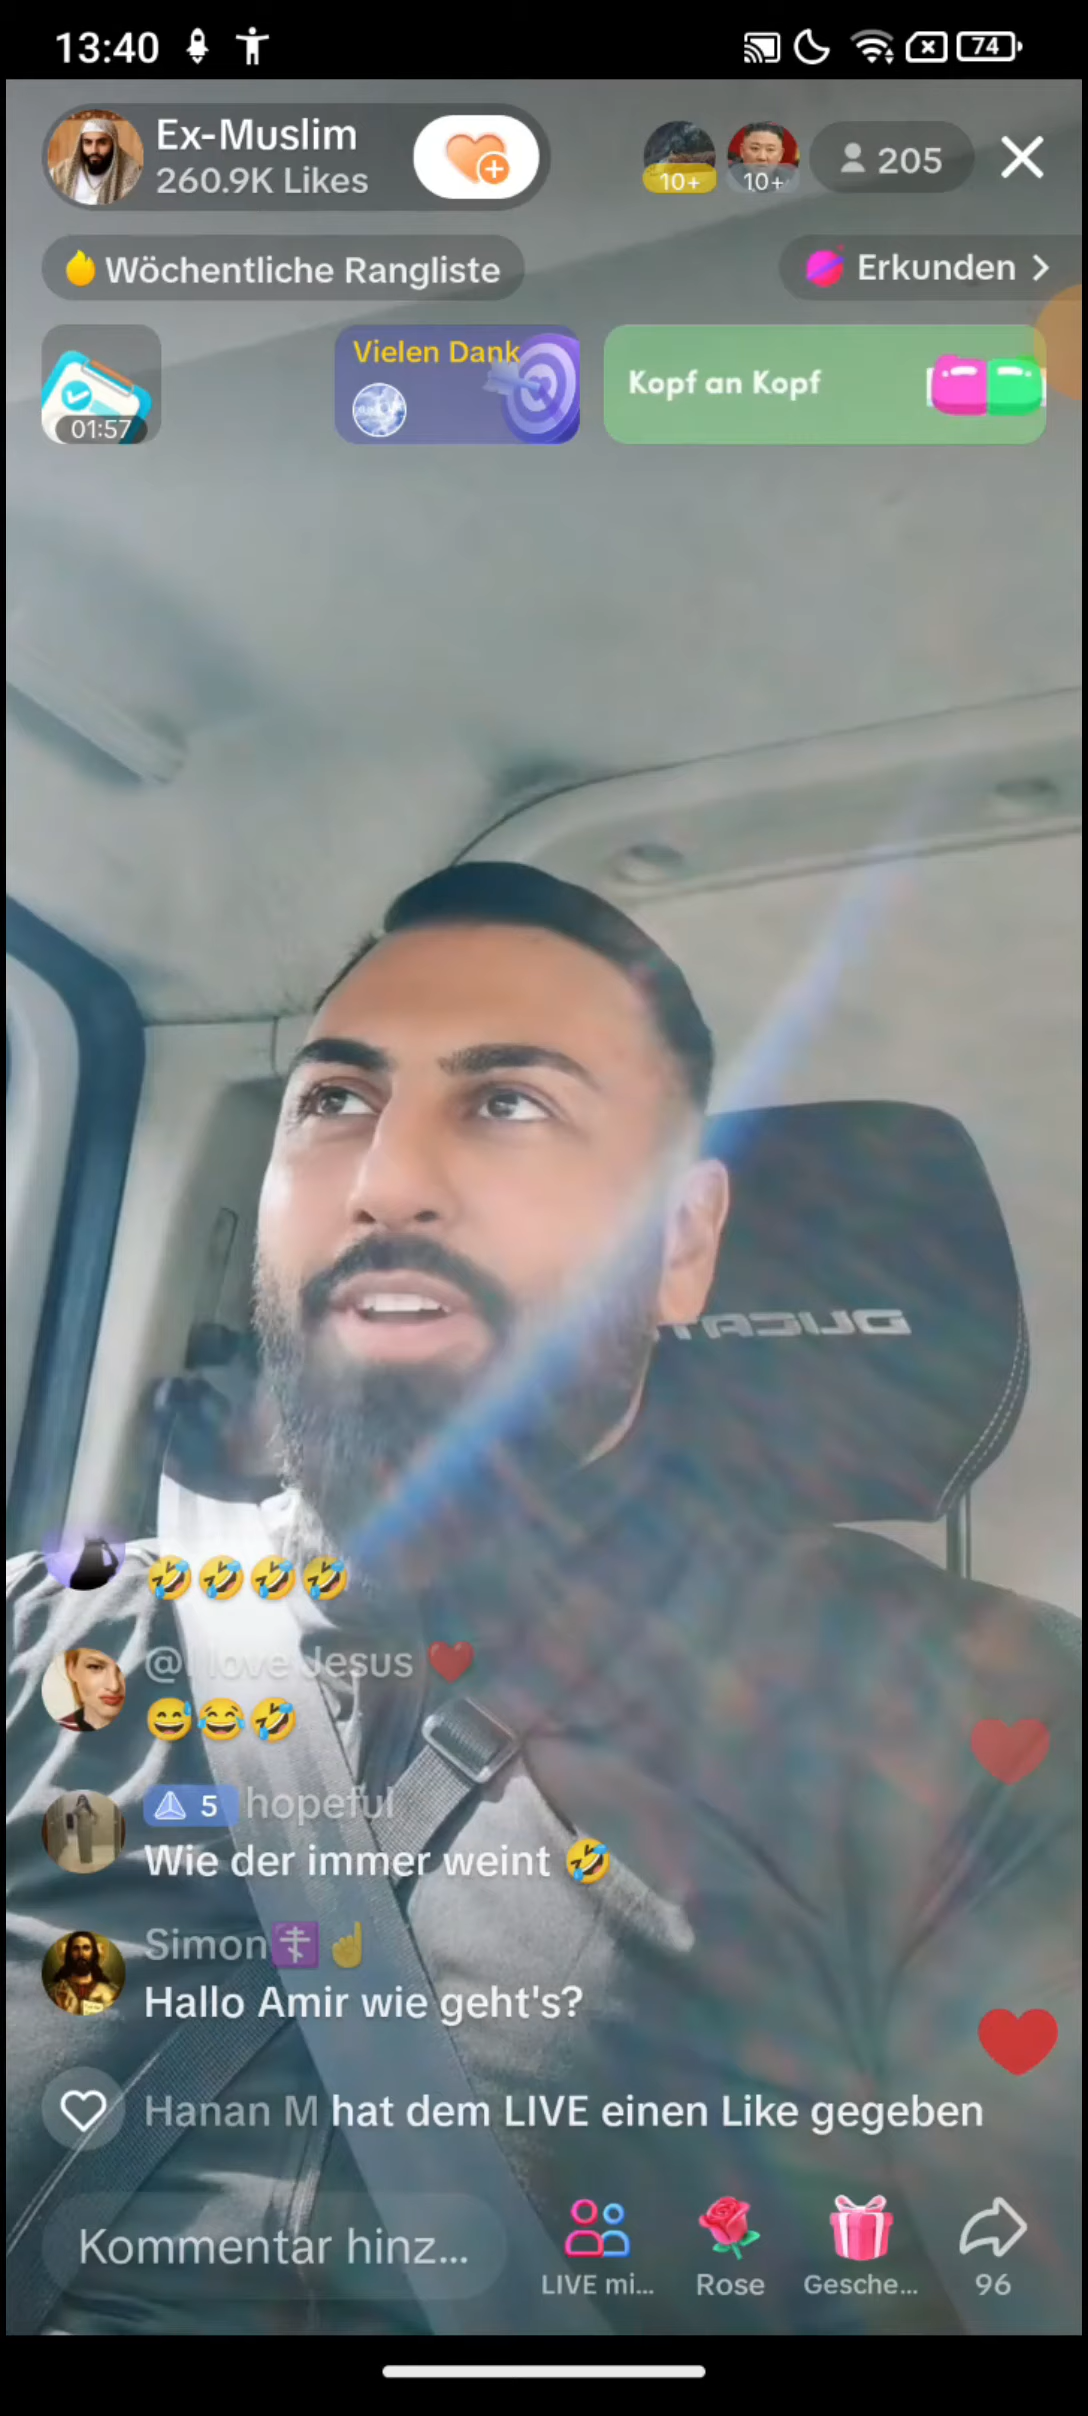 13:40
74
Ex-Muslim
260.9K Likes
10+
10+
205
Wöchentliche Rangliste
Erkunden
01:57
Vielen Dank
Kopf an Kopf
@I love Jesus
5 hopeful
Wie der immer weint 🤣
Simon☦️☝️
Hallo Amir wie geht's?
Hanan M hat dem LIVE einen Like gegeben
Kommentar hinz...
LIVE mi...
Rose
Gesche...
96